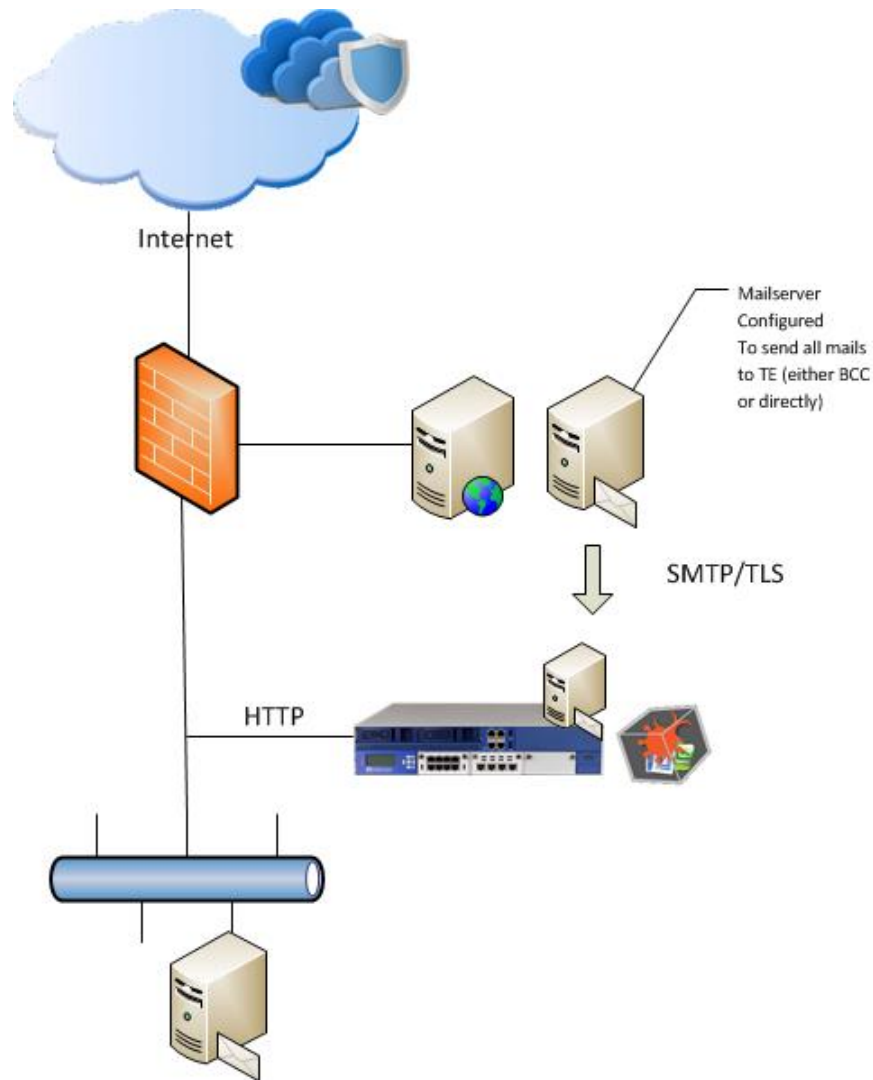 Internet
Mailserver
Configured
To send all mails
to TE (either BCC
or directly)
SMTP/TLS
HTTP